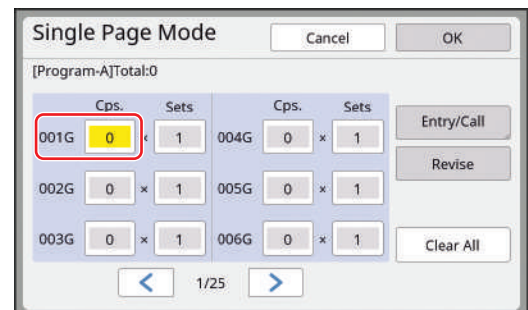 Single Page Mode Cancel OK
[Program-A]Total:0
Cps. Sets Cps. Sets
001G 0 × 1 004G 0 × 1 Entry/Call
002G 0 × 1 005G 0 × 1 Revise
003G 0 × 1 006G 0 × 1 Clear All
< 1/25 >